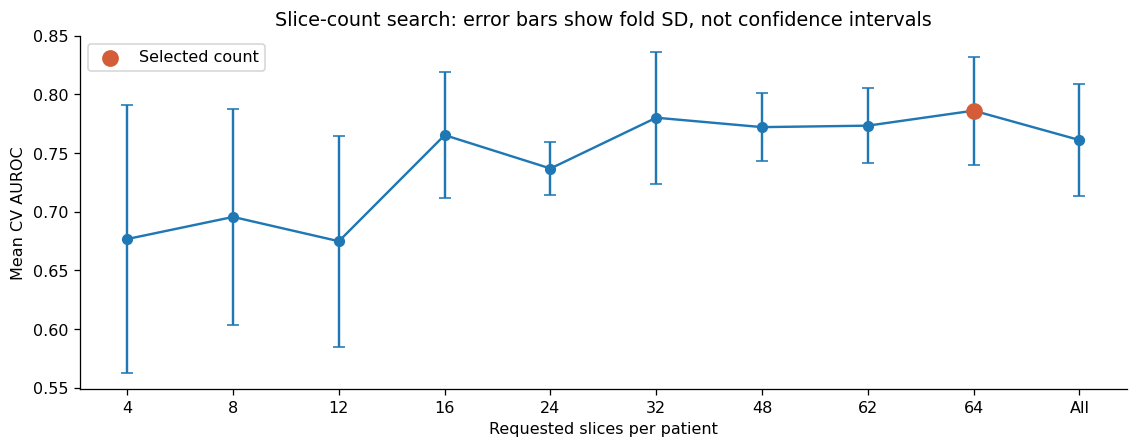 Slice-count search: error bars show fold SD, not confidence intervals
Selected count
Mean CV AUROC
0.85
0.80
0.75
0.70
0.65
0.60
0.55
4 8 12 16 24 32 48 62 64 All
Requested slices per patient